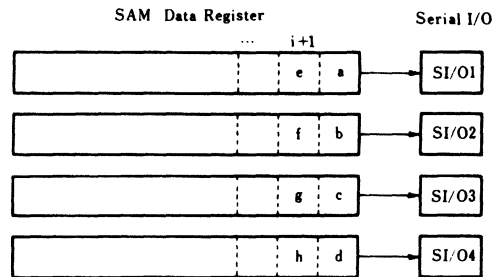 SAM Data Register Serial I/O
... i+1
e a SI/O1
f b SI/O2
g c SI/O3
h d SI/O4